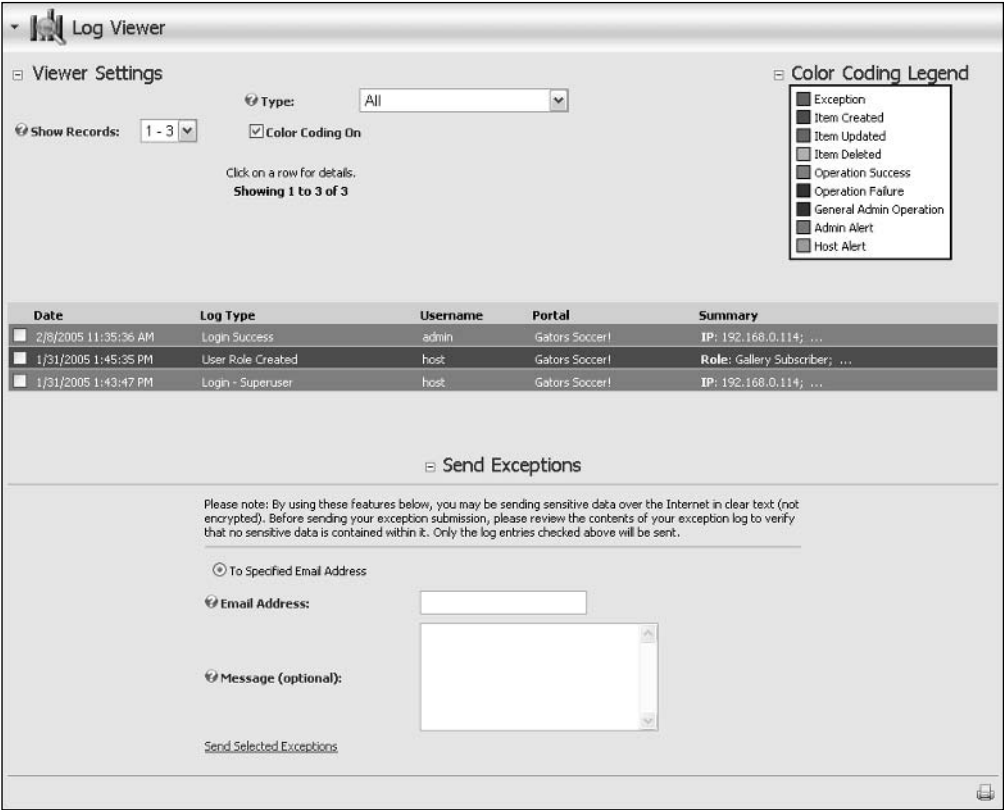 Log Viewer
Viewer Settings
Type: All
Show Records: 1 - 3 Color Coding On
Click on a row for details.
Showing 1 to 3 of 3
Color Coding Legend
Exception
Item Created
Item Updated
Item Deleted
Operation Success
Operation Failure
General Admin Operation
Admin Alert
Host Alert
Date Log Type Username Portal Summary
2/8/2005 11:35:36 AM Login Success admin Gators Soccer! IP: 192.168.0.114; ...
1/31/2005 1:45:35 PM User Role Created host Gators Soccer! Role: Gallery Subscriber; ...
1/31/2005 1:43:47 PM Login - Superuser host Gators Soccer! IP: 192.168.0.114; ...
Send Exceptions
Please note: By using these features below, you may be sending sensitive data over the Internet in clear text (not
encrypted). Before sending your exception submission, please review the contents of your exception log to verify
that no sensitive data is contained within it. Only the log entries checked above will be sent.
To Specified Email Address
Email Address:
Message (optional):
Send Selected Exceptions